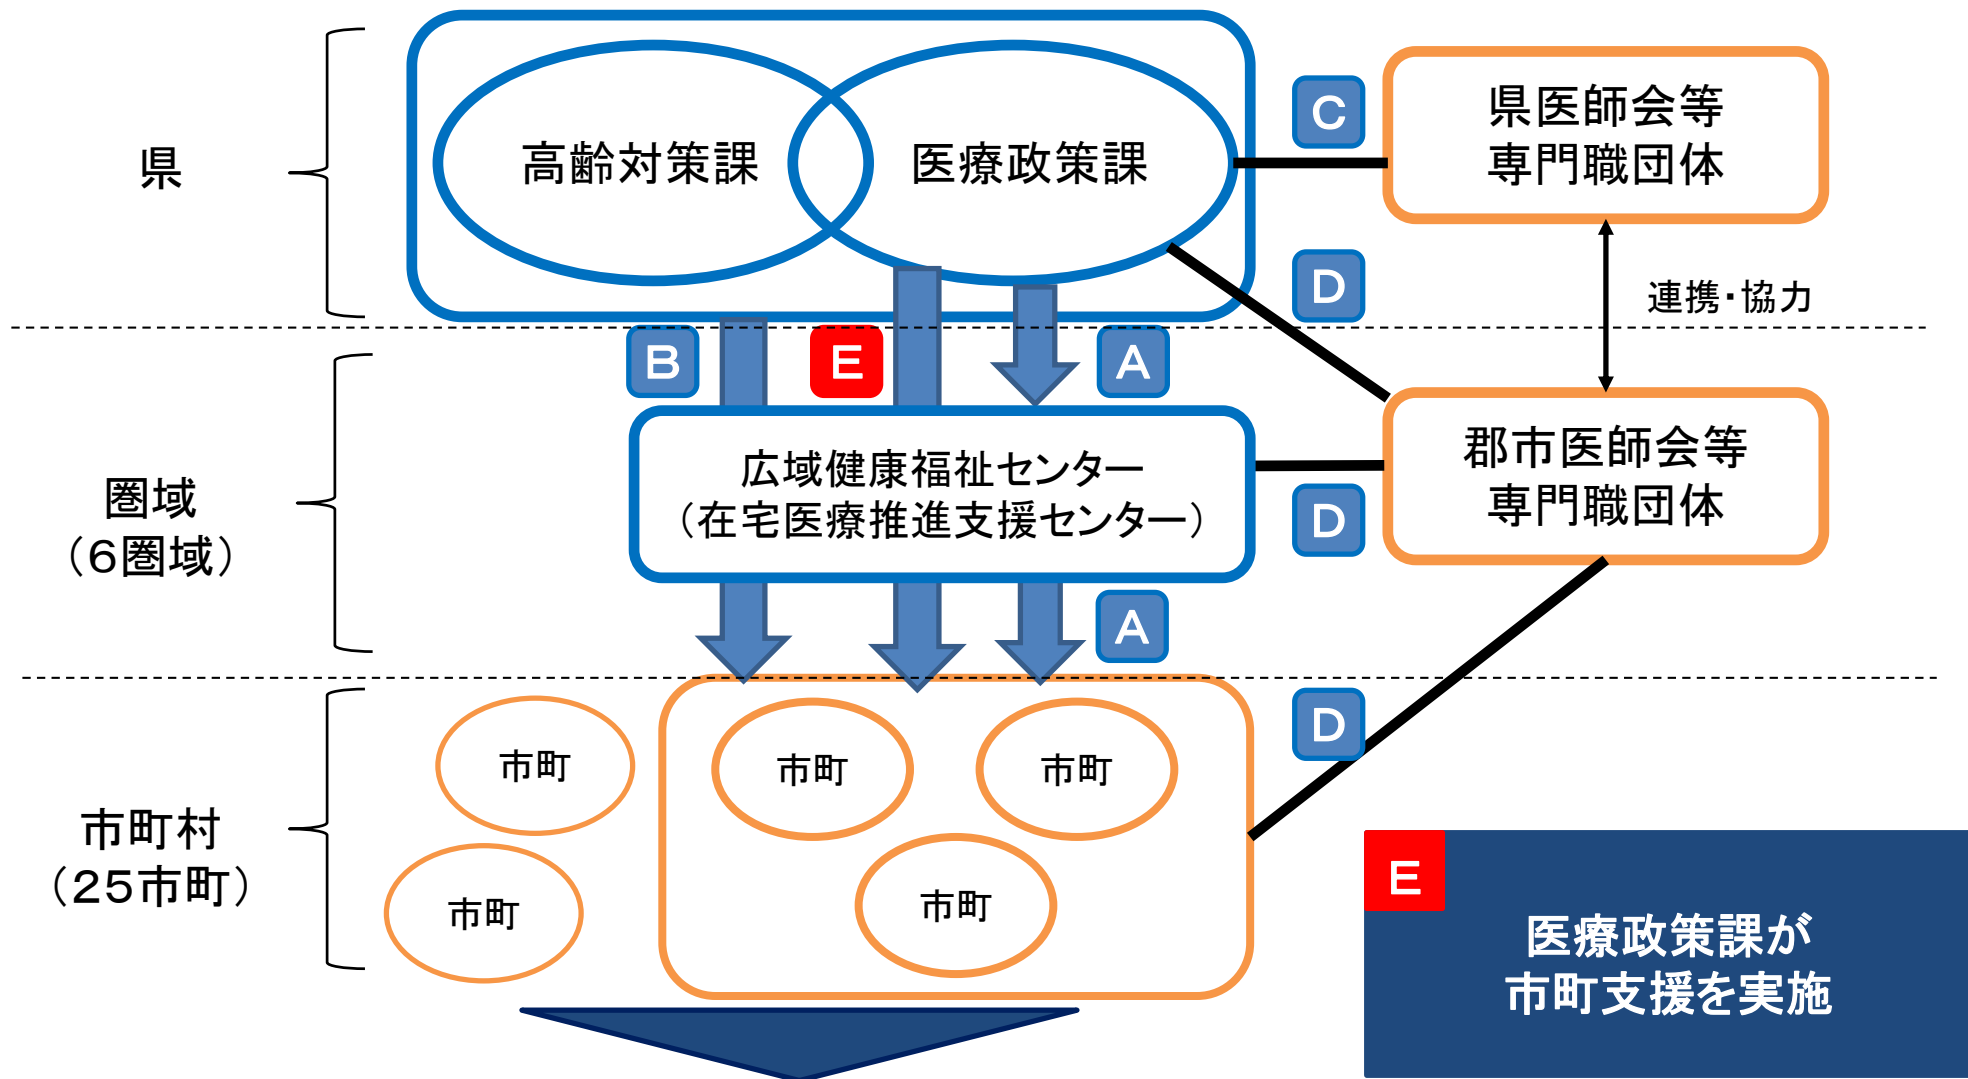 県
高齢対策課
医療政策課
C
県医師会等
専門職団体
D
連携・協力
B
E
A
圏域
（6圏域）
広域健康福祉センター
（在宅医療推進支援センター）
D
郡市医師会等
専門職団体
A
市町村
（25市町）
市町
市町
市町
市町
市町
D
E
医療政策課が
市町支援を実施